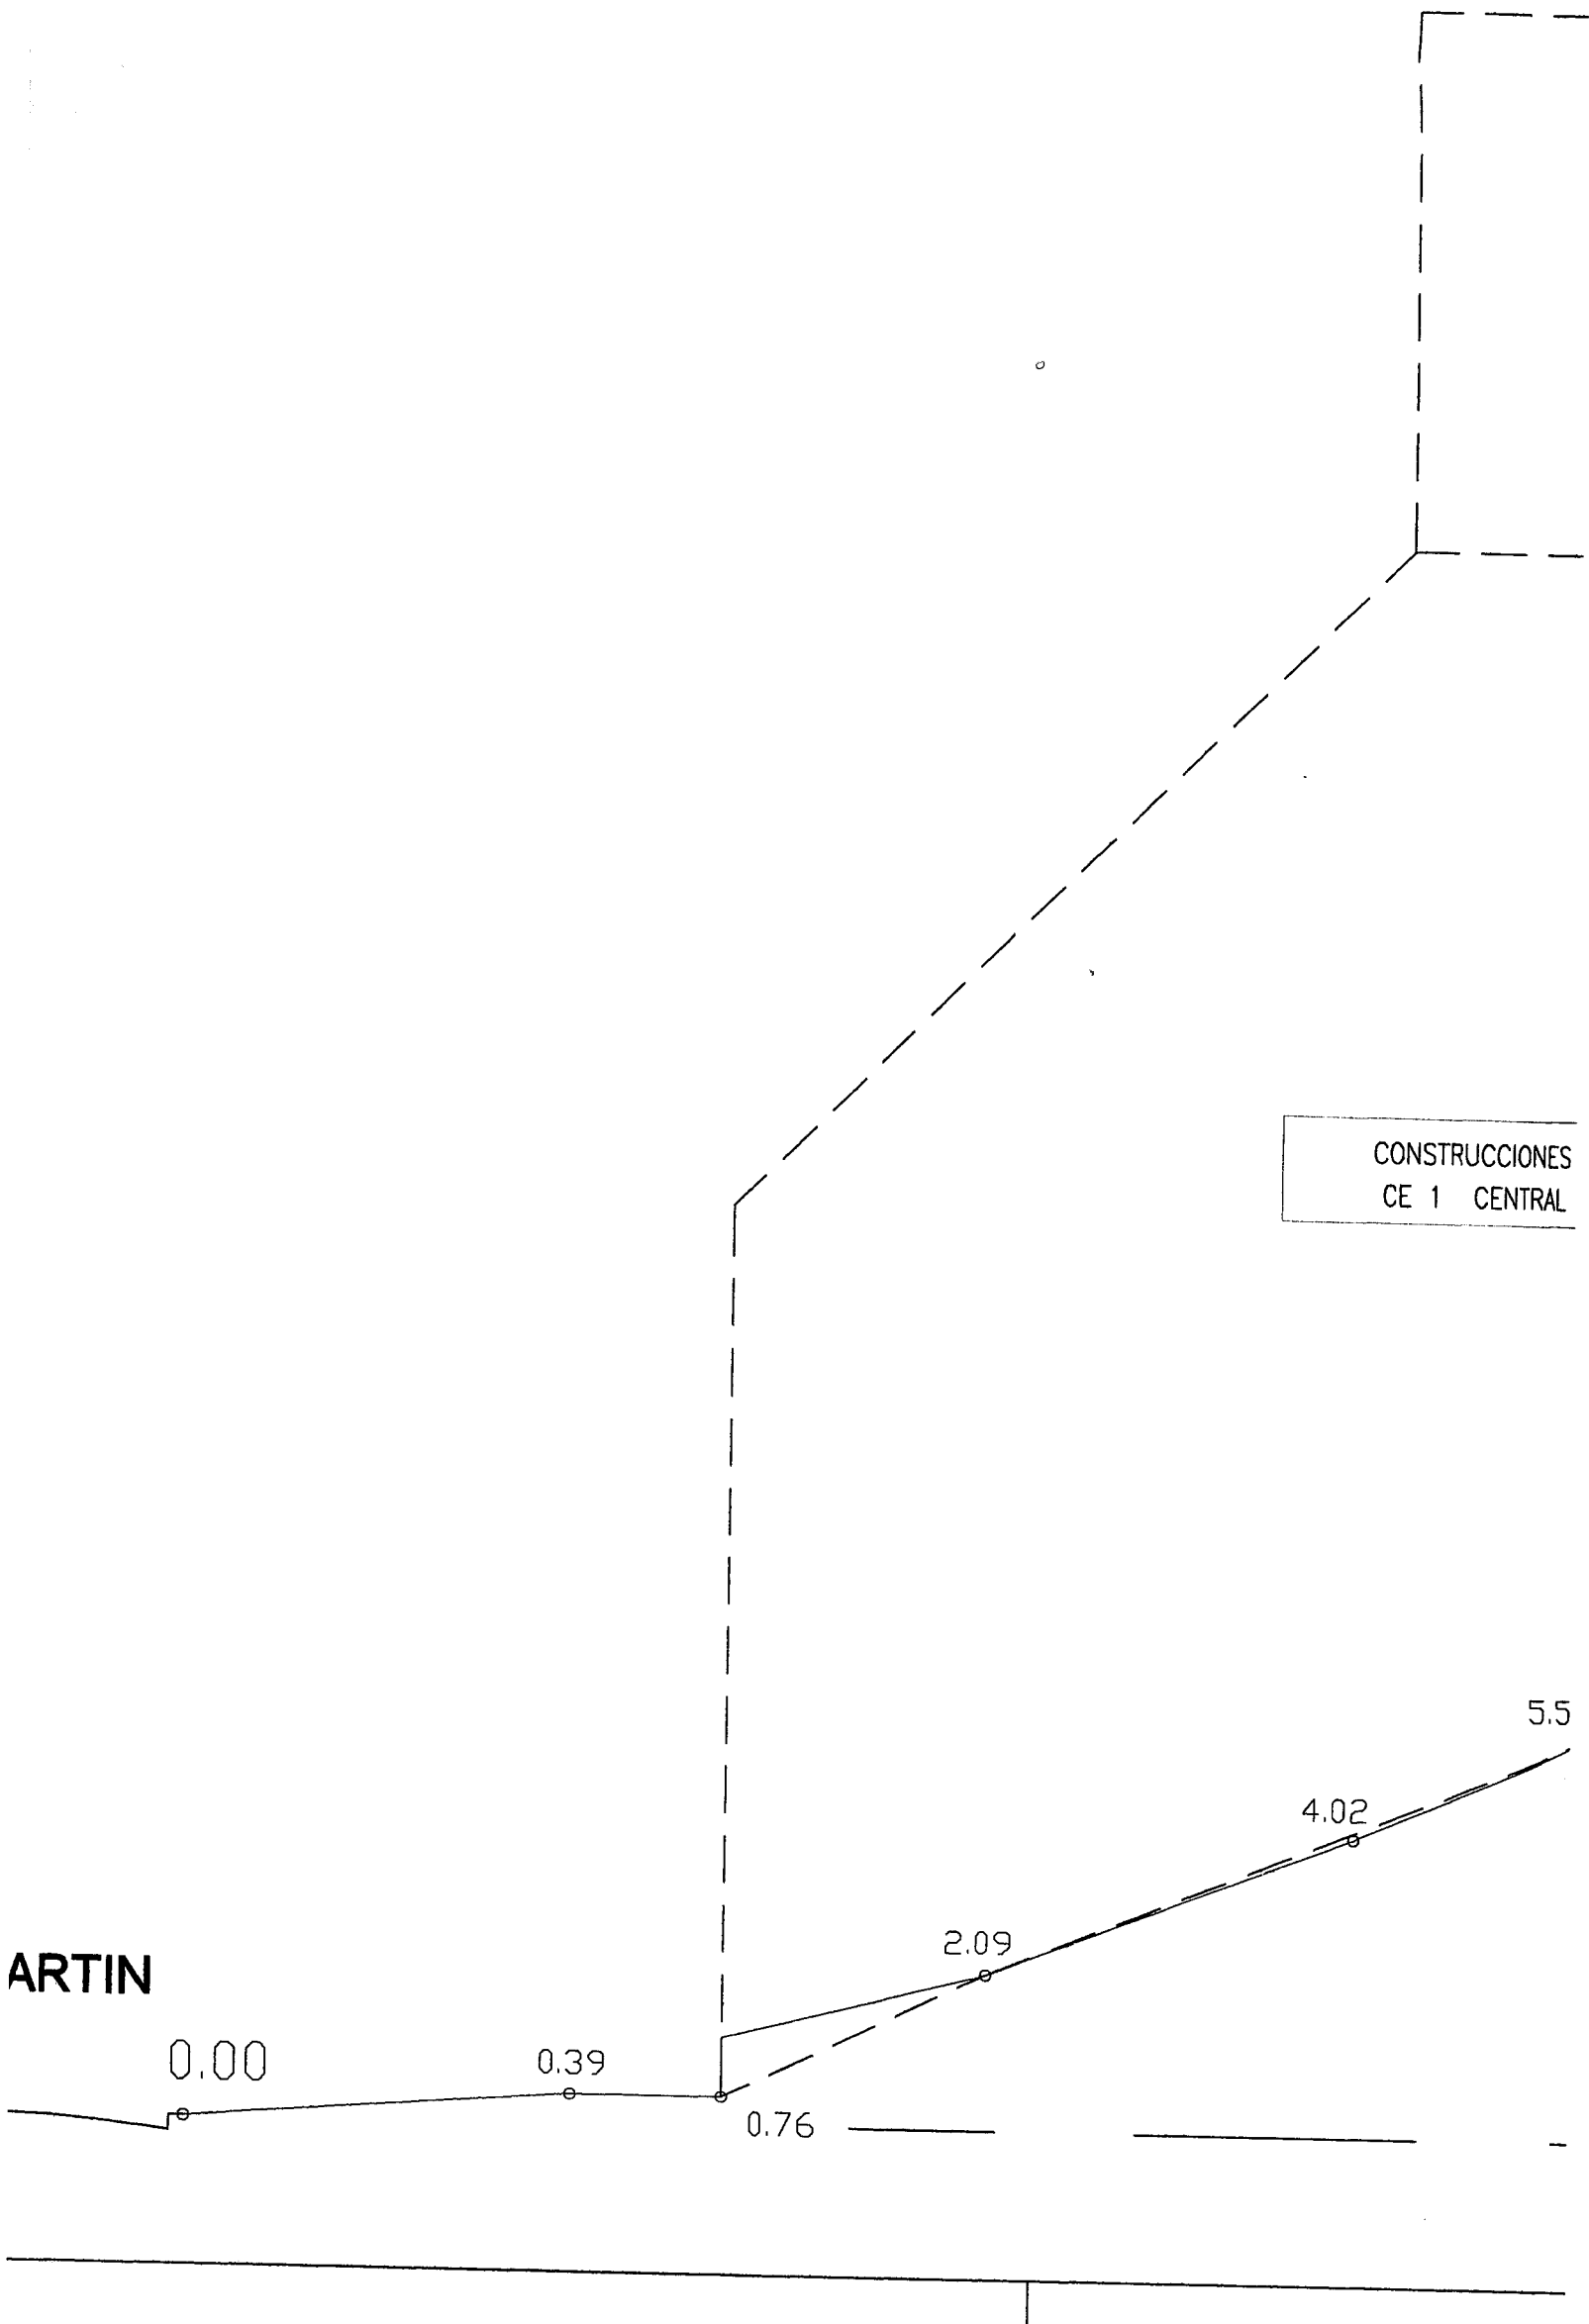 CONSTRUCCIONES
CE 1 CENTRAL
5.5
4.02
2.09
ARTIN
0.00
0.39
0.76